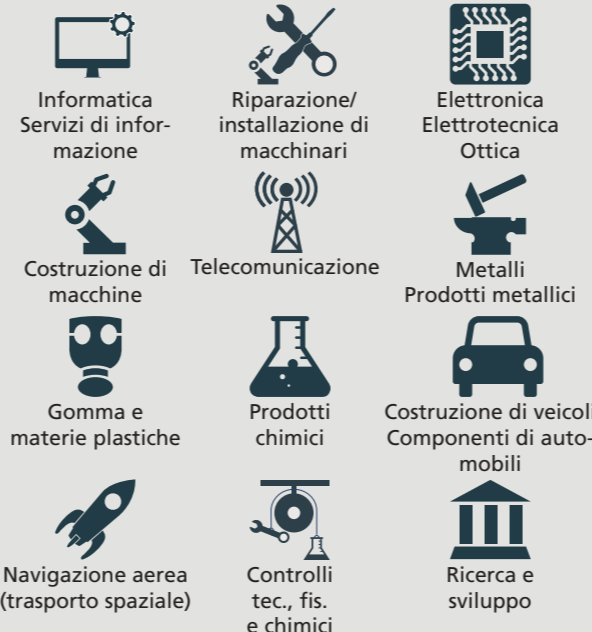 Informatica
Servizi di infor-
mazione
Riparazione/
installazione di
macchinari
Elettronica
Elettrotecnica
Ottica
Costruzione di
macchine
Telecomunicazione
Metalli
Prodotti metallici
Gomma e
materie plastiche
Prodotti
chimici
Costruzione di veicoli
Componenti di auto-
mobili
Navigazione aerea
(trasporto spaziale)
Controlli
tec., fis.
e chimici
Ricerca e
sviluppo